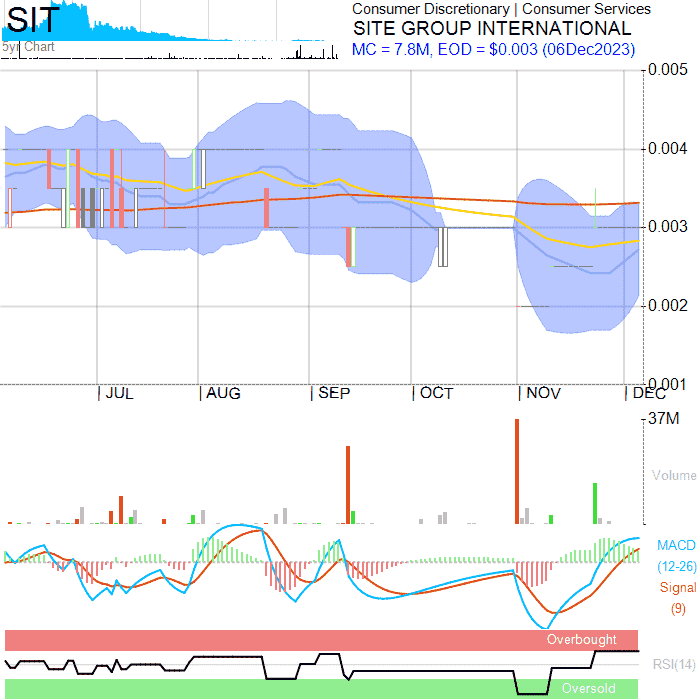 SIT
5yr Chart
Consumer Discretionary | Consumer Services
SITE GROUP INTERNATIONAL
MC = 7.8M, EOD = $0.003 (06Dec2023)
0.005
0.004
0.003
0.002
0.001
JUL AUG SEP OCT NOV DEC
37M
Volume
MACD
(12-26)
Signal
(9)
Overbought
RSI(14)
Oversold